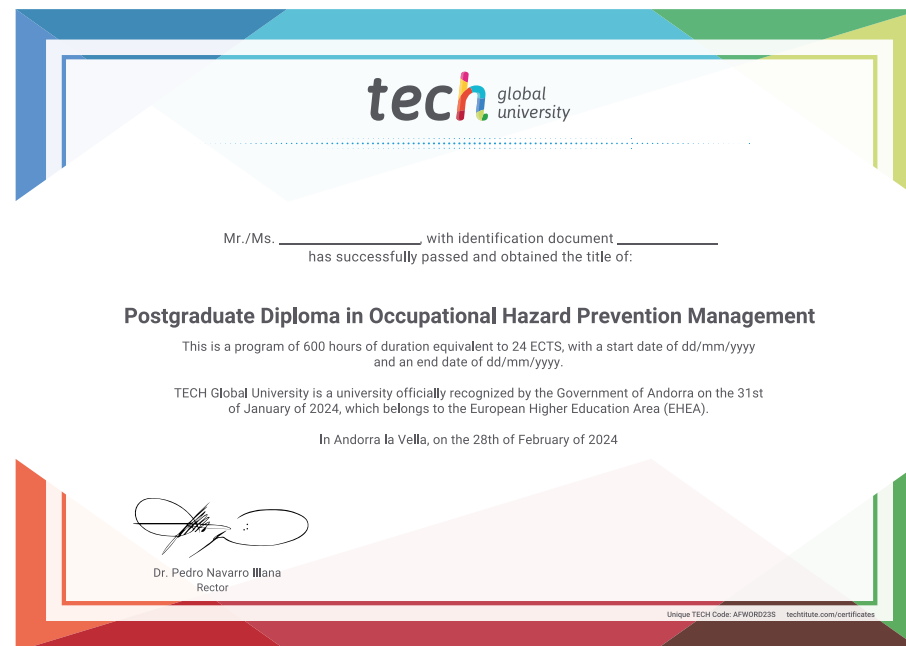 tech global university
Mr./Ms. ____________________, with identification document ______________
has successfully passed and obtained the title of:
Postgraduate Diploma in Occupational Hazard Prevention Management
This is a program of 600 hours of duration equivalent to 24 ECTS, with a start date of dd/mm/yyyy
and an end date of dd/mm/yyyy.
TECH Global University is a university officially recognized by the Government of Andorra on the 31st
of January of 2024, which belongs to the European Higher Education Area (EHEA).
In Andorra la Vella, on the 28th of February of 2024
Dr. Pedro Navarro Illana
Rector
Unique TECH Code: AFWORD23S techtitute.com/certificates